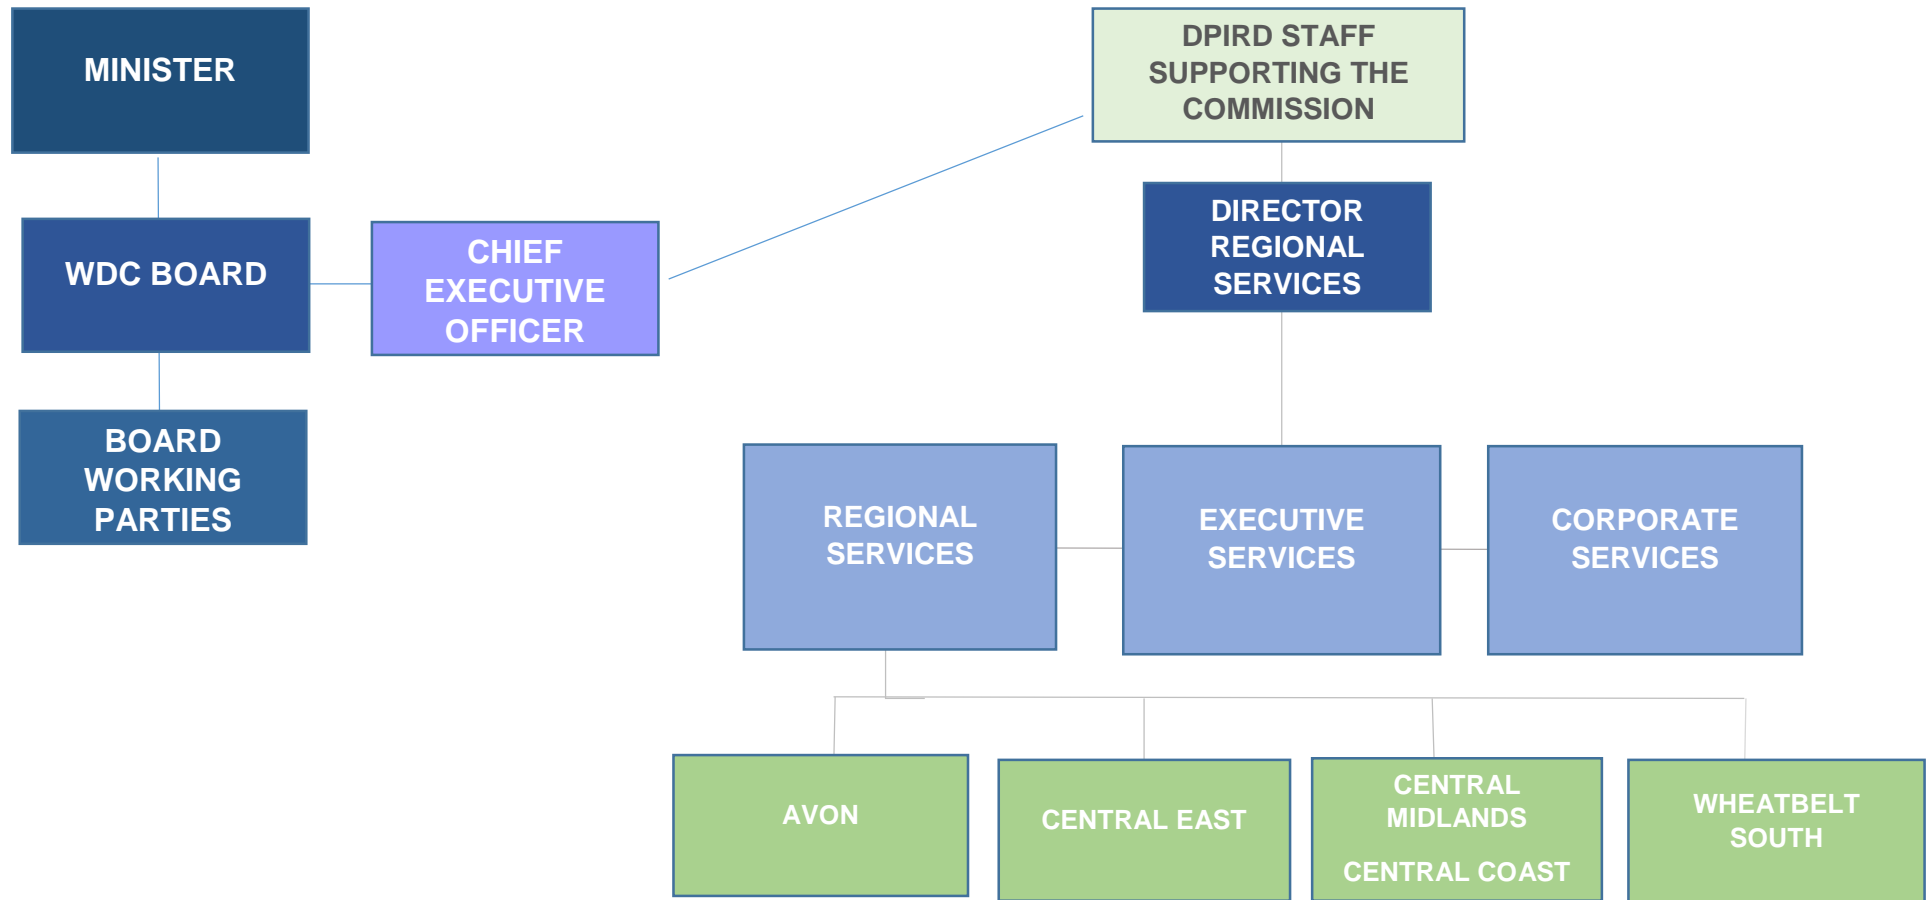 MINISTER
DPIRD STAFF
SUPPORTING THE
COMMISSION
WDC BOARD
CHIEF
EXECUTIVE
OFFICER
DIRECTOR
REGIONAL
SERVICES
BOARD
WORKING
PARTIES
REGIONAL
SERVICES
EXECUTIVE
SERVICES
CORPORATE
SERVICES
AVON
CENTRAL EAST
CENTRAL
MIDLANDS
CENTRAL COAST
WHEATBELT
SOUTH